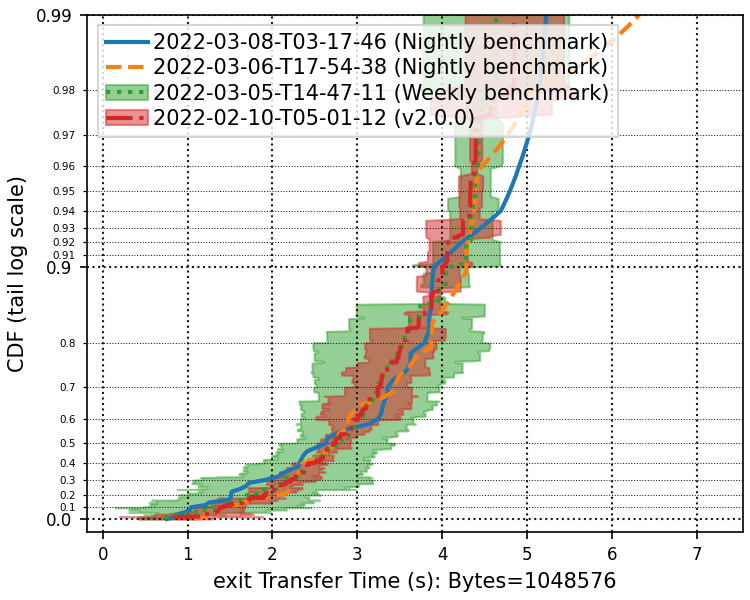 0.99
2022-03-08-T03-17-46 (Nightly benchmark)
2022-03-06-T17-54-38 (Nightly benchmark)
2022-03-05-T14-47-11 (Weekly benchmark)
2022-02-10-T05-01-12 (v2.0.0)
0.98
0.97
0.96
0.95
0.94
0.93
0.92
0.91
0.9
0.8
0.7
0.6
0.5
0.4
0.3
0.2
0.1
0.0
CDF (tail log scale)
0 1 2 3 4 5 6 7
exit Transfer Time (s): Bytes=1048576